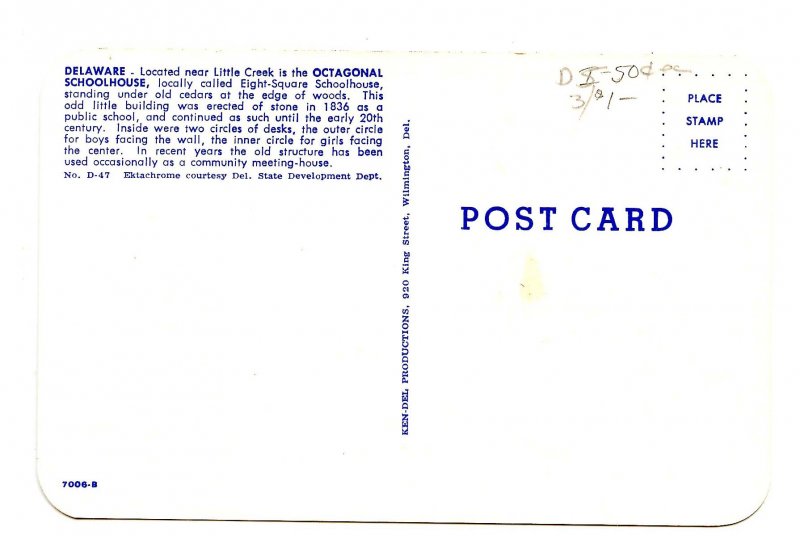 DELAWARE - Located near Little Creek is the OCTAGONAL
SCHOOLHOUSE, locally called Eight-Square Schoolhouse,
standing under old cedars at the edge of woods. This
odd little building was erected of stone in 1836 as a
public school, and continued as such until the early 20th
century. Inside were two circles of desks, the outer circle
for boys facing the wall, the inner circle for girls facing
the center. In recent years the old structure has been
used occasionally as a community meeting-house.
No. D-47 Ektachrome courtesy Del. State Development Dept.
7006-B
KEN-DEL PRODUCTIONS, 920 King Street, Wilmington, Del.
50¢
PLACE
STAMP
HERE
POST CARD